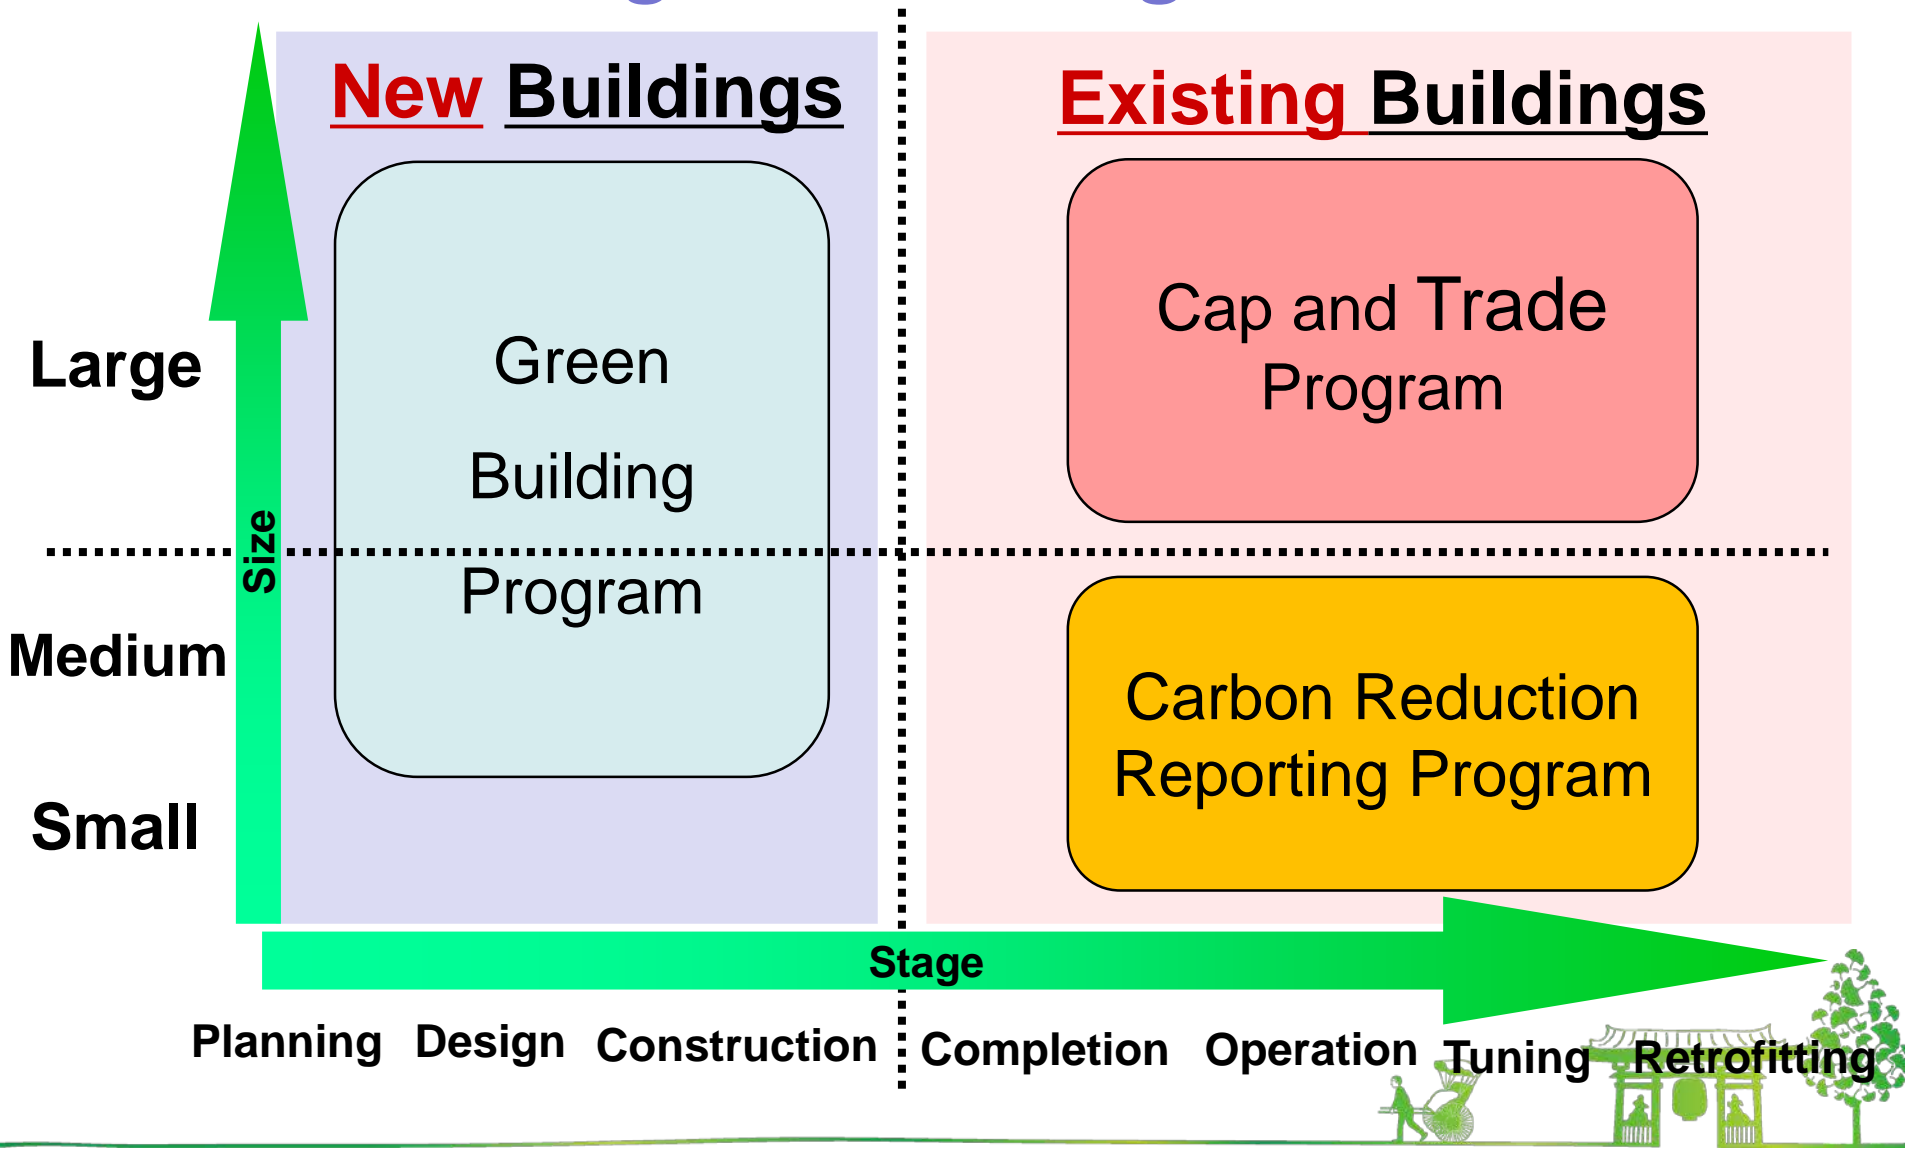 New Buildings
Existing Buildings
Green
Building
Program
Cap and Trade
Program
Carbon Reduction
Reporting Program
Large
Medium
Small
Size
Stage
Planning
Design
Construction
Completion
Operation
Tuning
Retrofitting